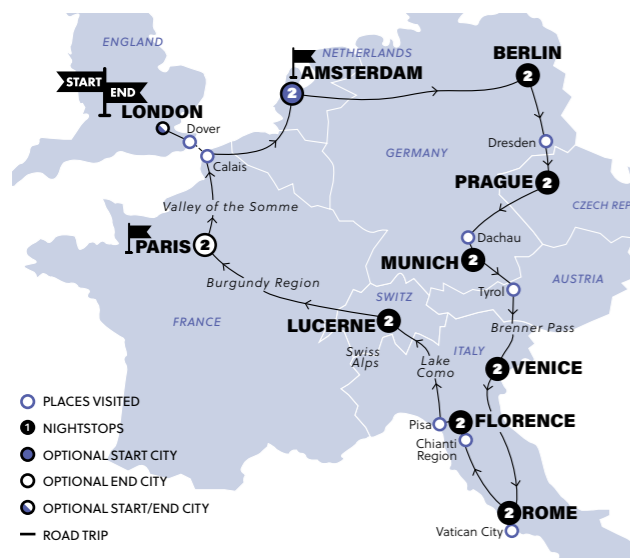 ENGLAND
NETHERLANDS
BERLIN
2
START
END
AMSTERDAM
2
LONDON
Dover
Calais
Dresden
GERMANY
PRAGUE
2
CZECH REP
Valley of the Somme
PARIS
2
Dachau
MUNICH
2
AUSTRIA
Tyrol
Burgundy Region
SWITZ
Brenner Pass
FRANCE
LUCERNE
2
Swiss
Alps
ITALY
Lake
Como
2
VENICE
Pisa
2
FLORENCE
Chianti
Region
2
ROME
Vatican City
PLACES VISITED
1
NIGHTSTOPS
OPTIONAL START CITY
OPTIONAL END CITY
OPTIONAL START/END CITY
ROAD TRIP